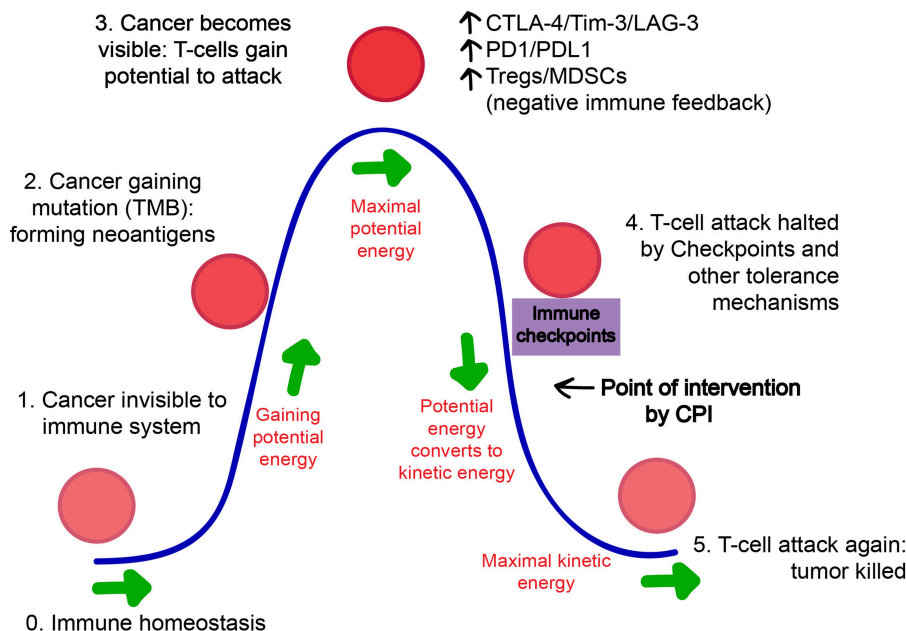 3. Cancer becomes
visible: T-cells gain
potential to attack
↑ CTLA-4/Tim-3/LAG-3
↑ PD1/PDL1
↑ Tregs/MDSCs
(negative immune feedback)
2. Cancer gaining
mutation (TMB):
forming neoantigens
Maximal
potential
energy
4. T-cell attack halted
by Checkpoints and
other tolerance
mechanisms
Immune
checkpoints
1. Cancer invisible to
immune system
Gaining
potential
energy
Potential
energy
converts to
kinetic energy
← Point of intervention
by CPI
Maximal kinetic
energy
5. T-cell attack again:
tumor killed
0. Immune homeostasis